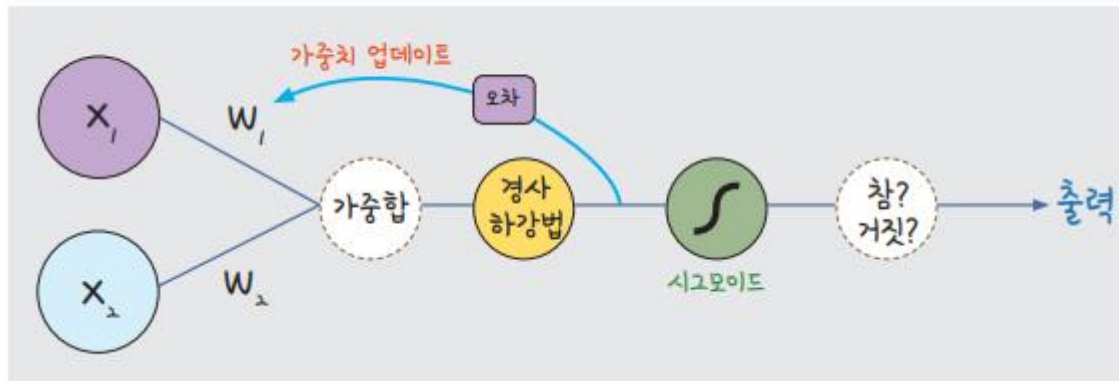 가중치 업데이트
오차
X₁
W₁
가중합
경사
하강법
참?
거짓?
출력
시그모이드
X₂
W₂